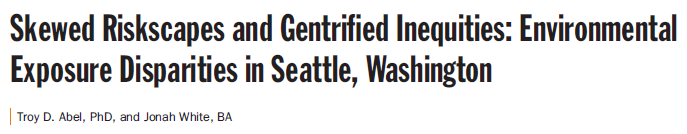 Skewed Riskscapes and Gentrified Inequities: Environmental
Exposure Disparities in Seattle, Washington
Troy D. Abel, PhD, and Jonah White, BA